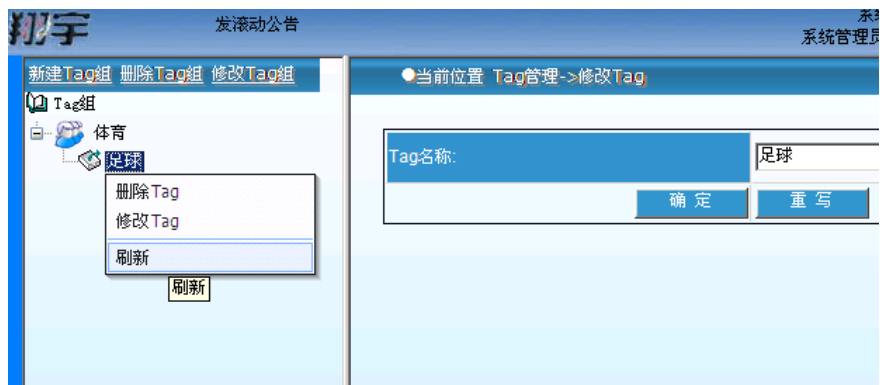 翔宇
发滚动公告
系统管理员
新建Tag组 删除Tag组 修改Tag组
●当前位置 Tag管理->修改Tag
Tag组
体育
足球
Tag名称:
足球
删除Tag
修改Tag
确 定 重 写
刷新
刷新